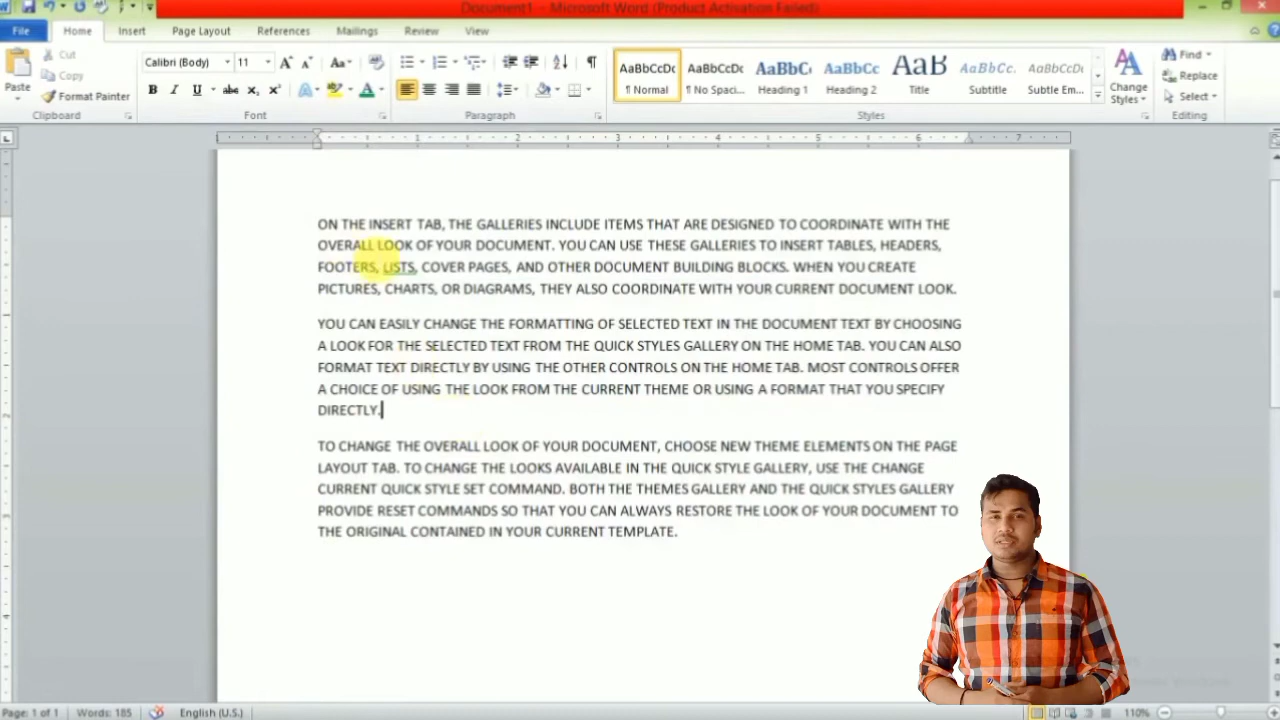 Document1 - Microsoft Word (Product Activation Failed)
File Home Insert Page Layout References Mailings Review View
Cut
Copy
Format Painter
Paste
Clipboard
Calibri (Body) 11
Font
Paragraph
AaBbCcDc AaBbCcDc AaBbC AaBbCc AaB AaBbCc. AaBbCcDc
¶ Normal ¶ No Spaci... Heading 1 Heading 2 Title Subtitle Subtle Em...
Styles
Change
Styles
Find
Replace
Select
Editing
1 2 3 4 5 6 7
ON THE INSERT TAB, THE GALLERIES INCLUDE ITEMS THAT ARE DESIGNED TO COORDINATE WITH THE
OVERALL LOOK OF YOUR DOCUMENT. YOU CAN USE THESE GALLERIES TO INSERT TABLES, HEADERS,
FOOTERS, LISTS, COVER PAGES, AND OTHER DOCUMENT BUILDING BLOCKS. WHEN YOU CREATE
PICTURES, CHARTS, OR DIAGRAMS, THEY ALSO COORDINATE WITH YOUR CURRENT DOCUMENT LOOK.
YOU CAN EASILY CHANGE THE FORMATTING OF SELECTED TEXT IN THE DOCUMENT TEXT BY CHOOSING
A LOOK FOR THE SELECTED TEXT FROM THE QUICK STYLES GALLERY ON THE HOME TAB. YOU CAN ALSO
FORMAT TEXT DIRECTLY BY USING THE OTHER CONTROLS ON THE HOME TAB. MOST CONTROLS OFFER
A CHOICE OF USING THE LOOK FROM THE CURRENT THEME OR USING A FORMAT THAT YOU SPECIFY
DIRECTLY.
TO CHANGE THE OVERALL LOOK OF YOUR DOCUMENT, CHOOSE NEW THEME ELEMENTS ON THE PAGE
LAYOUT TAB. TO CHANGE THE LOOKS AVAILABLE IN THE QUICK STYLE GALLERY, USE THE CHANGE
CURRENT QUICK STYLE SET COMMAND. BOTH THE THEMES GALLERY AND THE QUICK STYLES GALLERY
PROVIDE RESET COMMANDS SO THAT YOU CAN ALWAYS RESTORE THE LOOK OF YOUR DOCUMENT TO
THE ORIGINAL CONTAINED IN YOUR CURRENT TEMPLATE.
Page: 1 of 1 Words: 185 English (U.S.) 110%